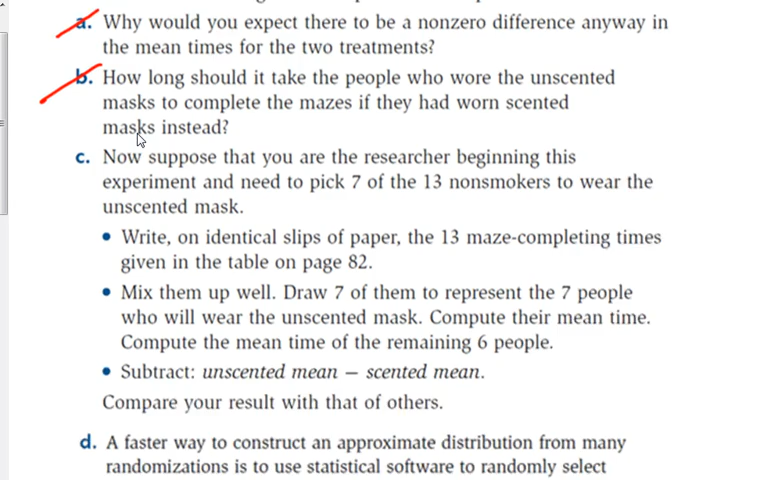 a. Why would you expect there to be a nonzero difference anyway in
the mean times for the two treatments?
b. How long should it take the people who wore the unscented
masks to complete the mazes if they had worn scented
masks instead?
c. Now suppose that you are the researcher beginning this
experiment and need to pick 7 of the 13 nonsmokers to wear the
unscented mask.
• Write, on identical slips of paper, the 13 maze-completing times
given in the table on page 82.
• Mix them up well. Draw 7 of them to represent the 7 people
who will wear the unscented mask. Compute their mean time.
Compute the mean time of the remaining 6 people.
• Subtract: unscented mean − scented mean.
Compare your result with that of others.
d. A faster way to construct an approximate distribution from many
randomizations is to use statistical software to randomly select